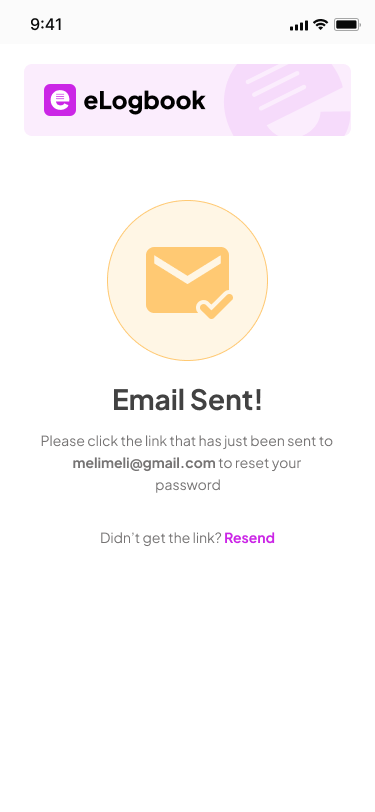 9:41
eLogbook
Email Sent!
Please click the link that has just been sent to
melimeli@gmail.com to reset your
password
Didn't get the link? Resend